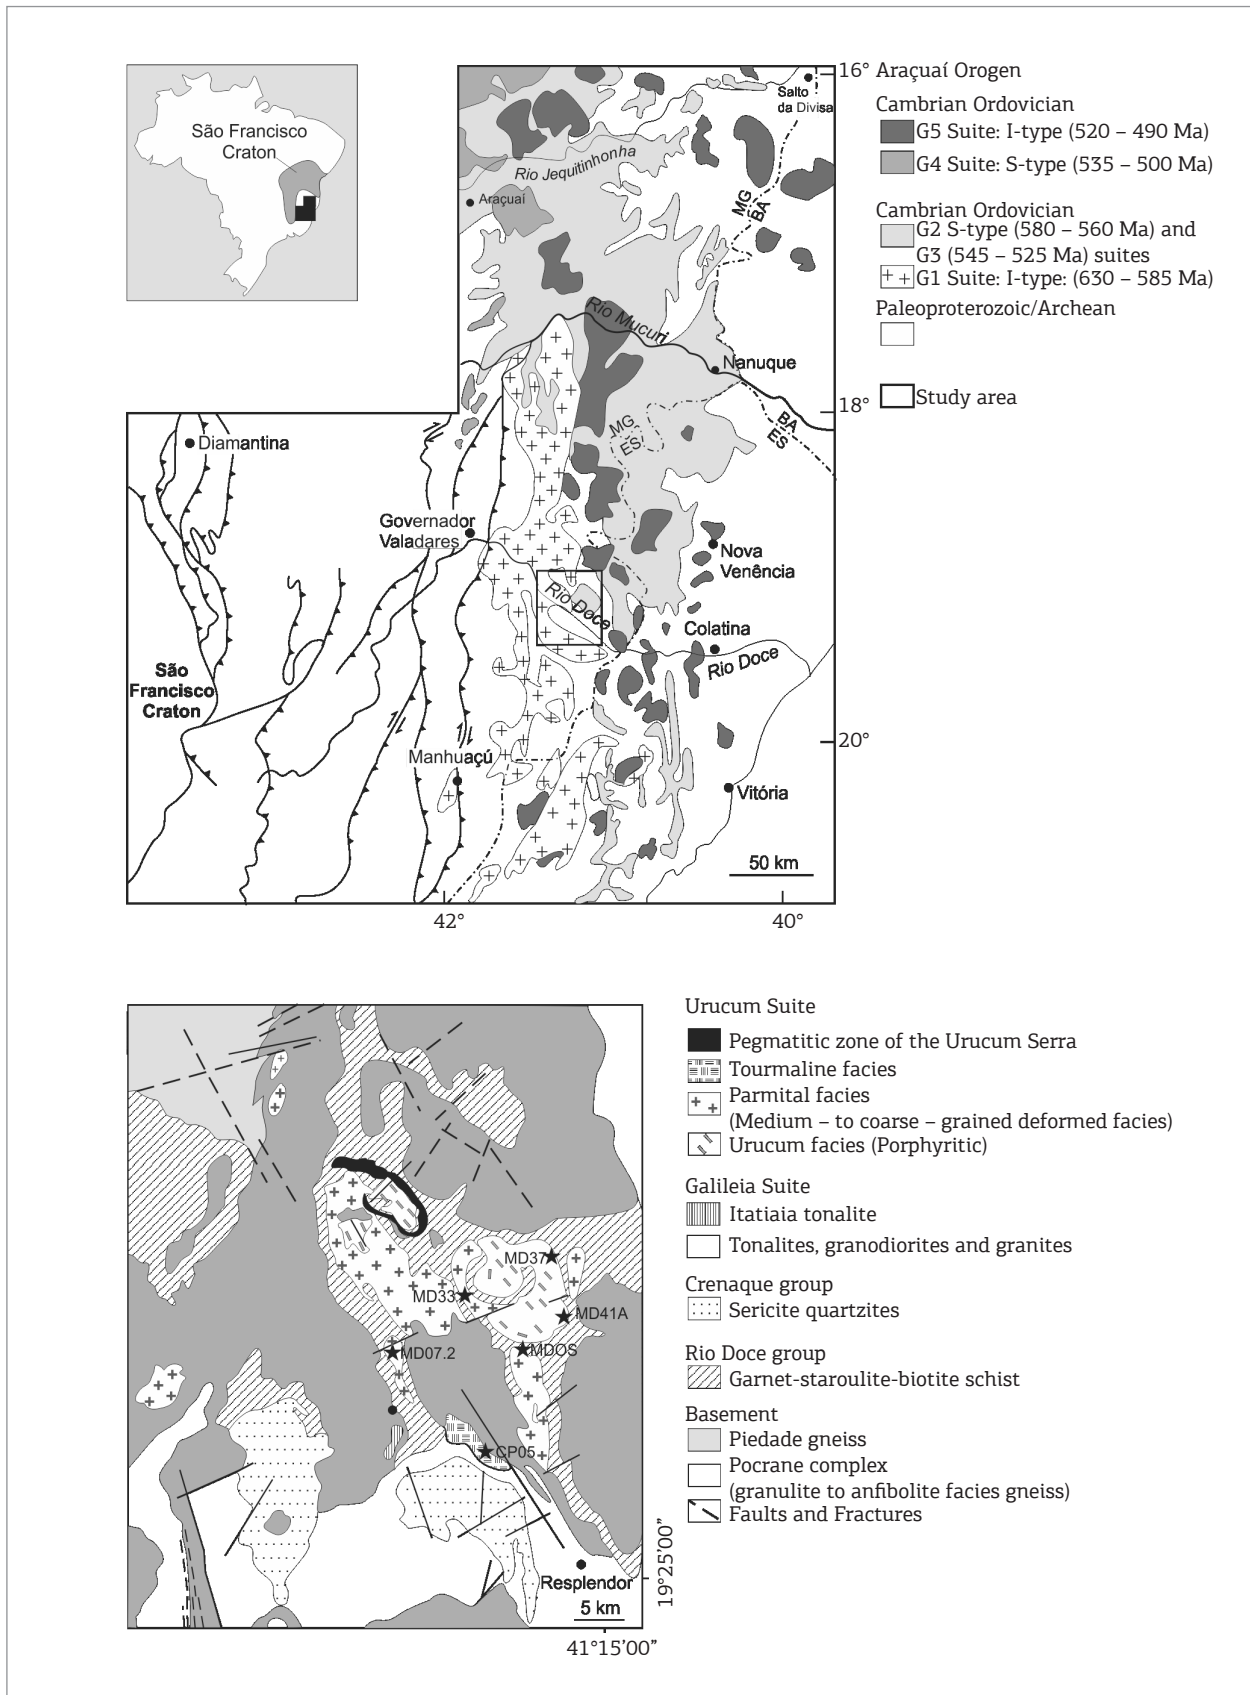 São Francisco
Craton
16°
Salto
da Divisa
Rio Jequitinhonha
Araçuaí
MG
BA
Rio Mucuri
Nanuque
18°
BA
ES
MG
ES
Diamantina
Governador
Valadares
Nova
Venência
Rio Doce
Colatina
Rio Doce
São
Francisco
Craton
20°
Manhuaçú
Vitória
50 km
42°
40°
Araçuaí Orogen
Cambrian Ordovician
G5 Suite: I-type (520 – 490 Ma)
G4 Suite: S-type (535 – 500 Ma)
Cambrian Ordovician
G2 S-type (580 – 560 Ma) and
G3 (545 – 525 Ma) suites
G1 Suite: I-type: (630 – 585 Ma)
Paleoproterozoic/Archean
Study area
MD37
MD33
MD41A
MD07.2
MDOS
CP05
Resplendor
5 km
19°25'00"
41°15'00"
Urucum Suite
Pegmatitic zone of the Urucum Serra
Tourmaline facies
Parmital facies
(Medium – to coarse – grained deformed facies)
Urucum facies (Porphyritic)
Galileia Suite
Itatiaia tonalite
Tonalites, granodiorites and granites
Crenaque group
Sericite quartzites
Rio Doce group
Garnet-staroulite-biotite schist
Basement
Piedade gneiss
Pocrane complex
(granulite to anfibolite facies gneiss)
Faults and Fractures